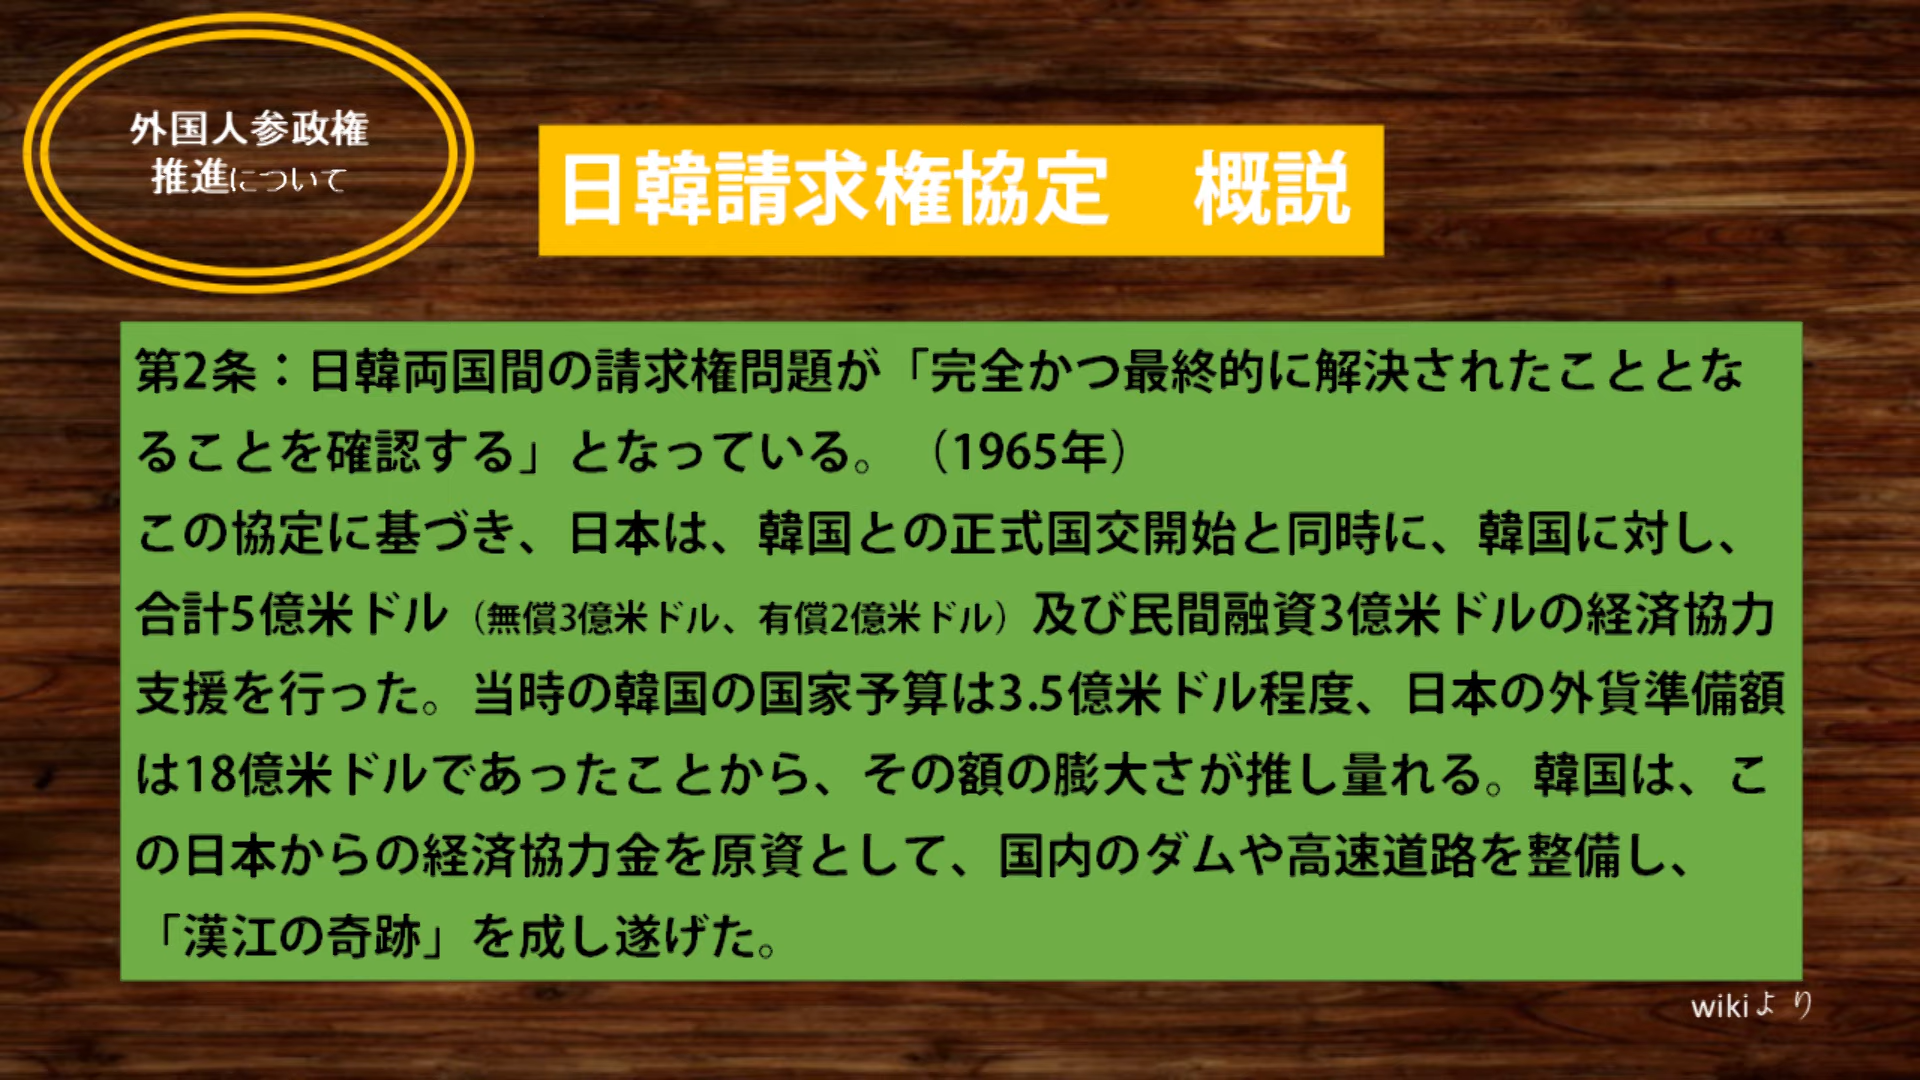 外国人参政権
推進について
日韓請求権協定　概説
第2条：日韓両国間の請求権問題が「完全かつ最終的に解決されたこととな
ることを確認する」となっている。（1965年）
この協定に基づき、日本は、韓国との正式国交開始と同時に、韓国に対し、
合計5億米ドル（無償3億米ドル、有償2億米ドル）及び民間融資3億米ドルの経済協力
支援を行った。当時の韓国の国家予算は3.5億米ドル程度、日本の外貨準備額
は18億米ドルであったことから、その額の膨大さが推し量れる。韓国は、こ
の日本からの経済協力金を原資として、国内のダムや高速道路を整備し、
「漢江の奇跡」を成し遂げた。
wikiより